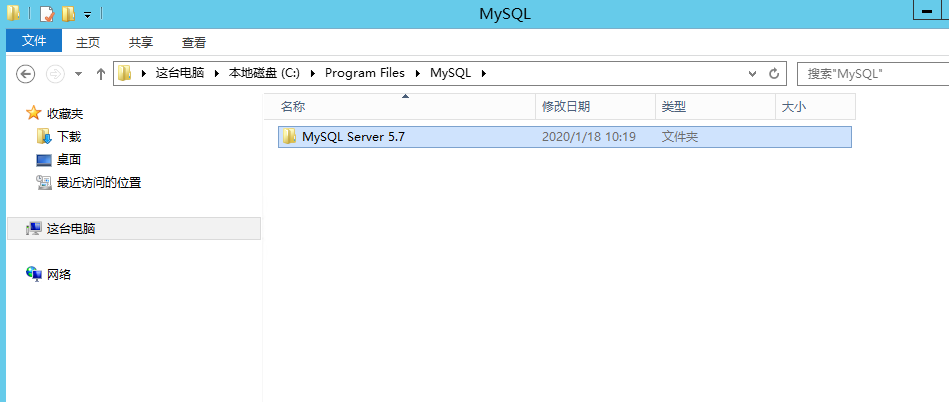 MySQL
文件 主页 共享 查看
这台电脑 本地磁盘 (C:) Program Files MySQL 搜索"MySQL"
名称 修改日期 类型 大小
收藏夹
MySQL Server 5.7 2020/1/18 10:19 文件夹
下载
桌面
最近访问的位置
这台电脑
网络